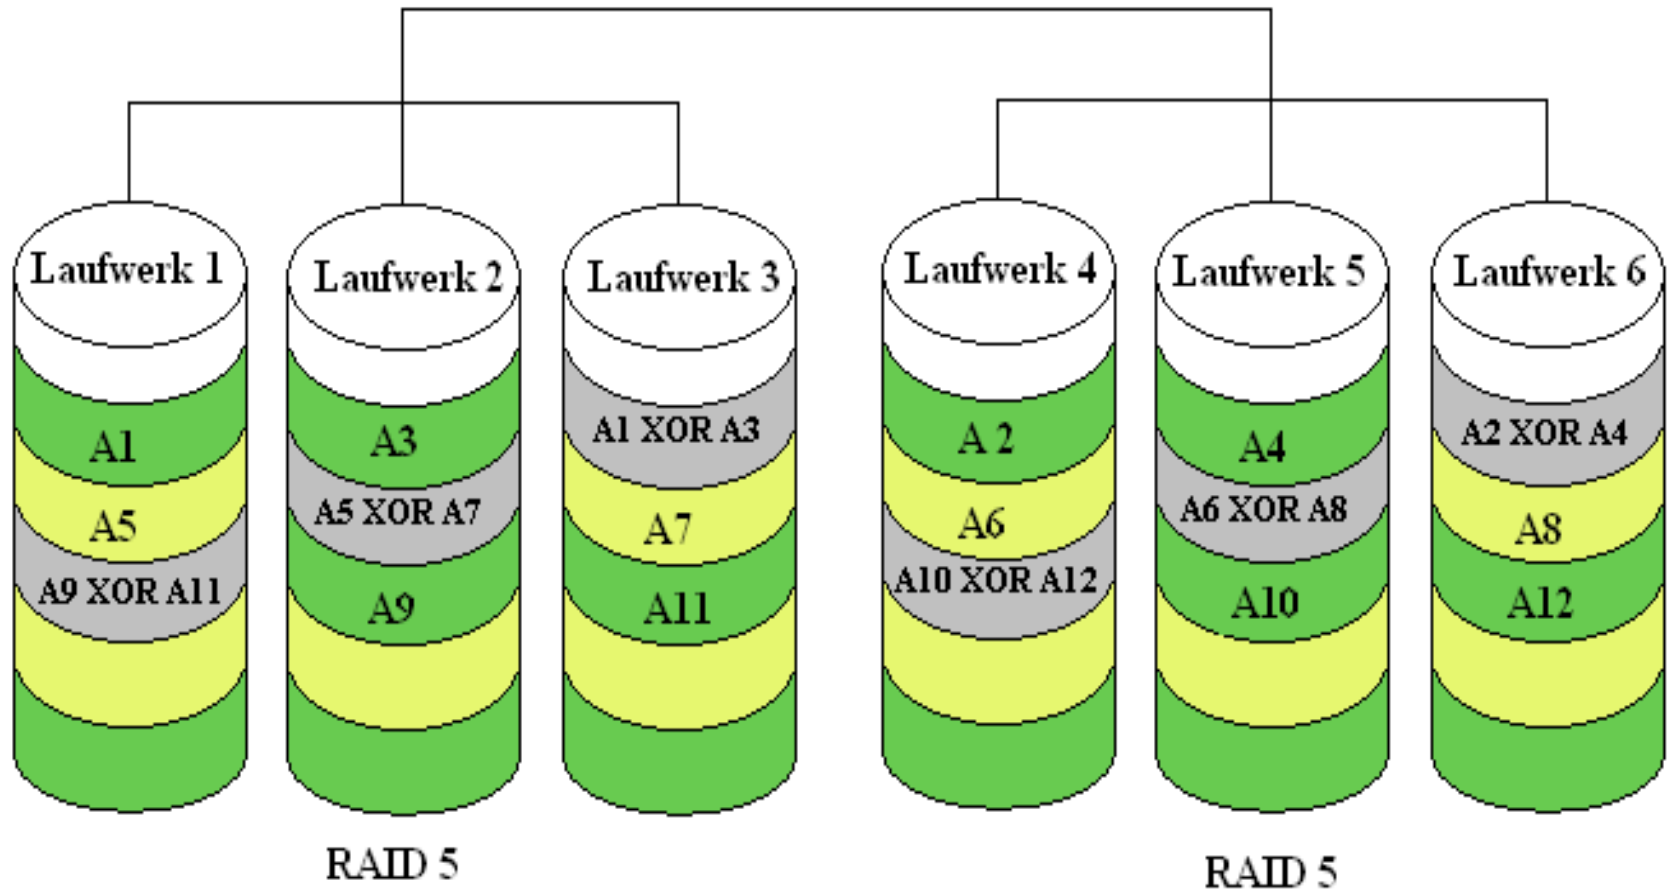 Laufwerk 1
Laufwerk 2
Laufwerk 3
Laufwerk 4
Laufwerk 5
Laufwerk 6
A1
A3
A1 XOR A3
A 2
A4
A2 XOR A4
A5
A5 XOR A7
A7
A6
A6 XOR A8
A8
A9 XOR A11
A9
A11
A10 XOR A12
A10
A12
RAID 5
RAID 5